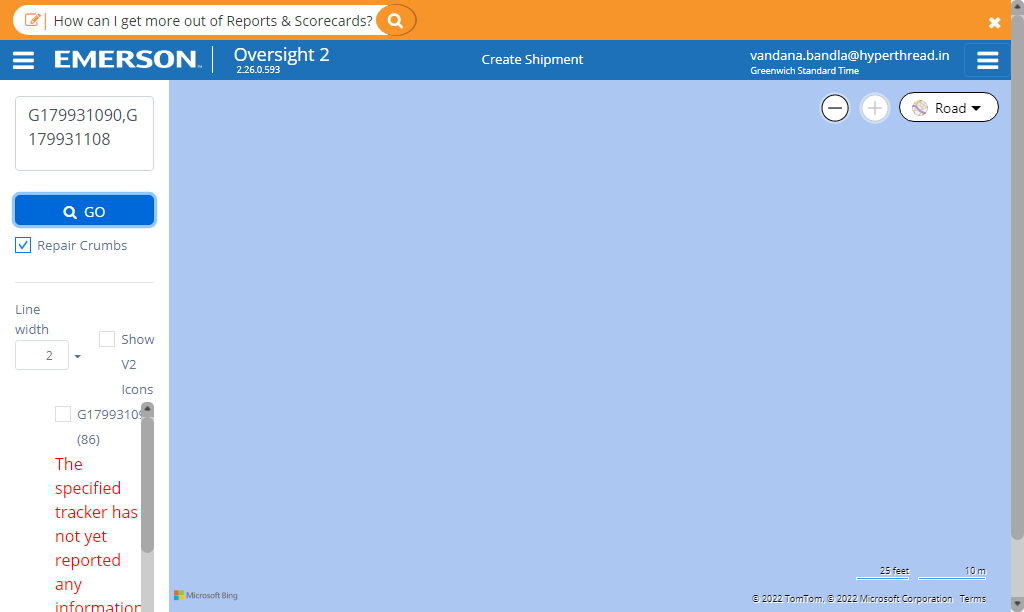 How can I get more out of Reports & Scorecards?
EMERSON
Oversight 2
2.26.0.593
Create Shipment
vandana.bandla@hyperthread.in
Greenwich Standard Time
G179931090,G
179931108
GO
Repair Crumbs
Line
width
2
Show
V2
Icons
(86)
The
specified
tracker has
not yet
reported
any
information
Road
25 feet
10 m
Microsoft Bing
© 2022 TomTom, © 2022 Microsoft Corporation Terms